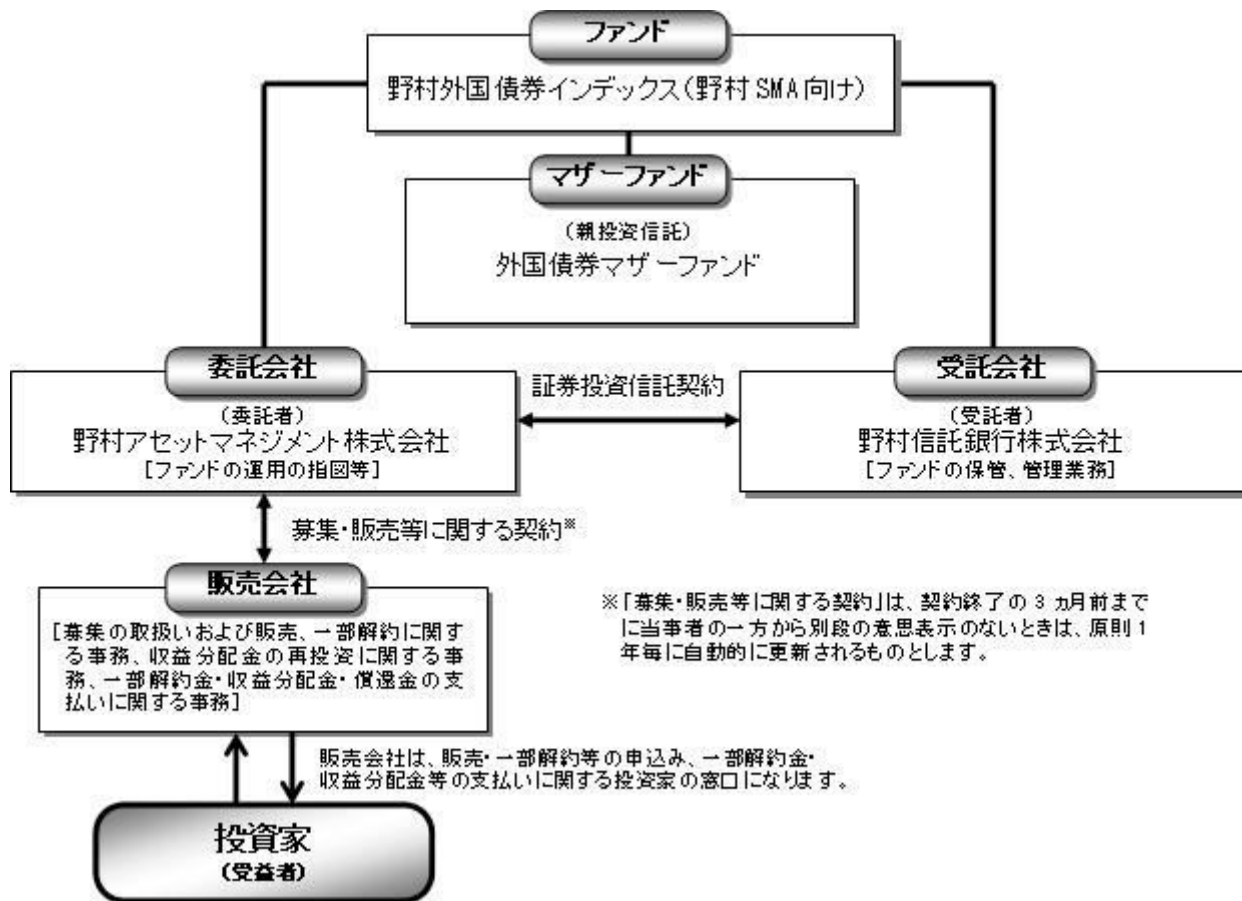 ファンド
野村外国債券インデックス(野村SMA向け)
マザーファンド
(親投資信託)
外国債券マザーファンド
委託会社
(委託者)
野村アセットマネジメント株式会社
[ファンドの運用の指図等]
証券投資信託契約
受託会社
(受託者)
野村信託銀行株式会社
[ファンドの保管、管理業務]
募集・販売等に関する契約※
販売会社
[募集の取扱いおよび販売、一部解約に関す
る事務、収益分配金の再投資に関する事
務、一部解約金・収益分配金・償還金の支
払いに関する事務]
※「募集・販売等に関する契約」は、契約終了の3ヵ月前まで
に当事者の一方から別段の意思表示のないときは、原則1
年毎に自動的に更新されるものとします。
販売会社は、販売・一部解約等の申込み、一部解約金・
収益分配金等の支払いに関する投資家の窓口になります。
投資家
(受益者)